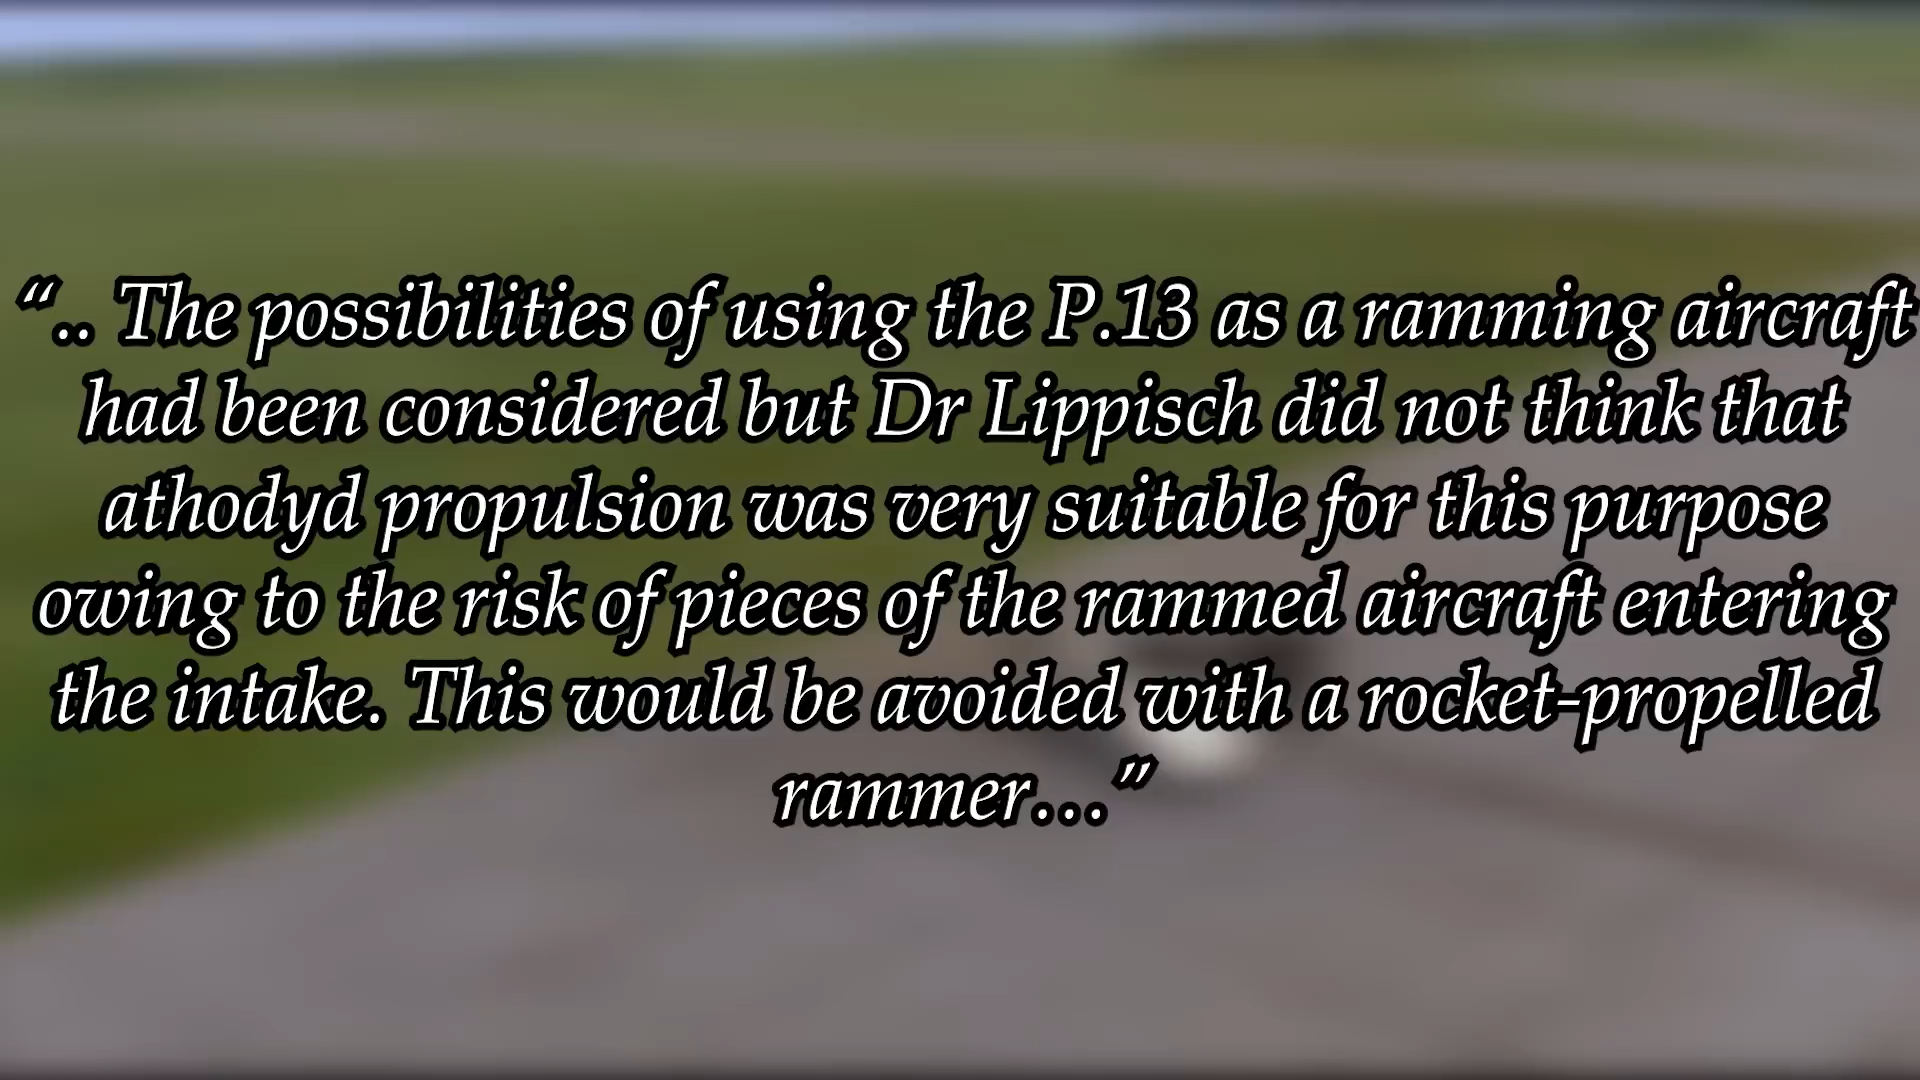 “.. The possibilities of using the P.13 as a ramming aircraft
had been considered but Dr Lippisch did not think that
athodyd propulsion was very suitable for this purpose
owing to the risk of pieces of the rammed aircraft entering
the intake. This would be avoided with a rocket-propelled
rammer…”